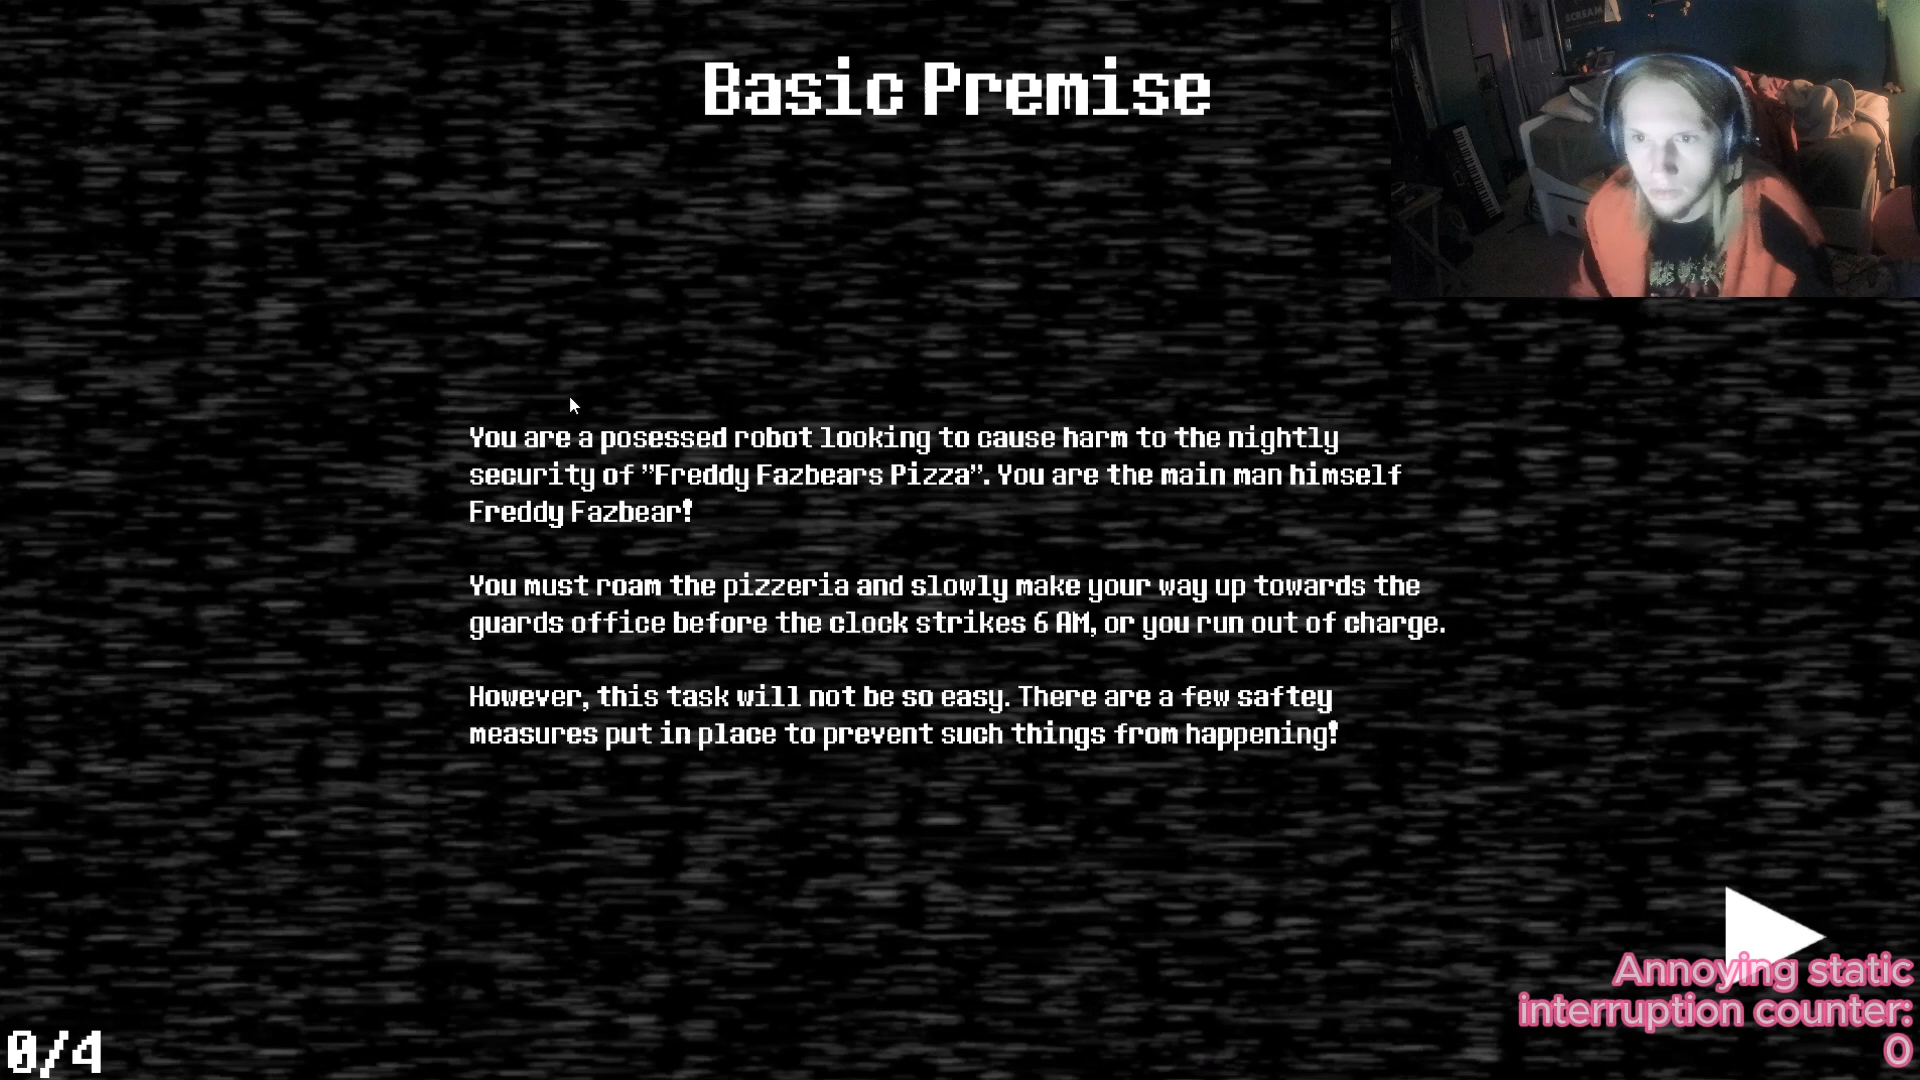 Basic Premise
SCREAM
You are a posessed robot looking to cause harm to the nightly
security of "Freddy Fazbears Pizza". You are the main man himself
Freddy Fazbear!
You must roam the pizzeria and slowly make your way up towards the
guards office before the clock strikes 6 AM, or you run out of charge.
However, this task will not be so easy. There are a few saftey
measures put in place to prevent such things from happening!
Annoying static
interruption counter:
0
0/4